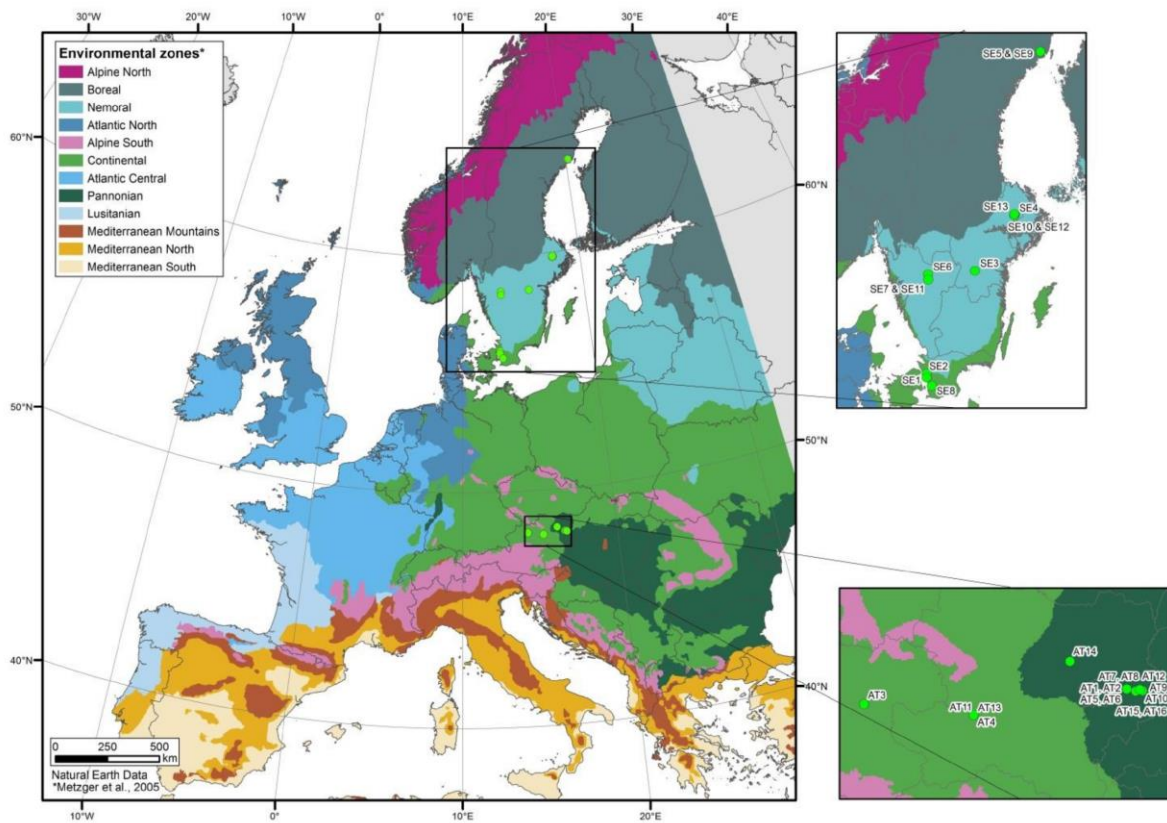 30°W
20°W
10°W
0°
10°E
20°E
30°E
40°E
Environmental zones*
Alpine North
Boreal
Nemoral
Atlantic North
Alpine South
Continental
Atlantic Central
Pannonian
Lusitanian
Mediterranean Mountains
Mediterranean North
Mediterranean South
60°N
50°N
40°N
60°N
50°N
40°N
0 250 500
km
Natural Earth Data
*Metzger et al., 2005
10°W
0°
10°E
20°E
SE5 & SE9
SE13 SE4
SE10 & SE12
SE6 SE3
SE7 & SE11
SE2
SE1
SE8
AT14
AT7, AT8 AT12
AT3 AT1, AT2 AT9
AT11 AT13 AT5, AT6 AT10
AT4 AT15, AT16